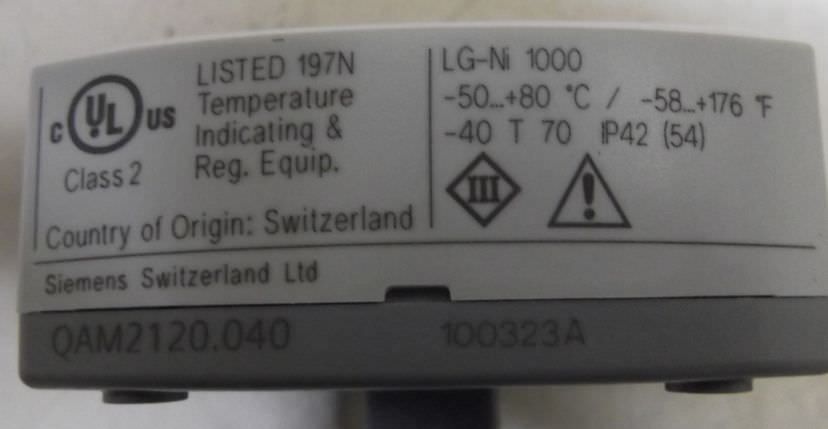 C UL US
Class 2
LISTED 197N
Temperature
Indicating &
Reg. Equip.
Country of Origin: Switzerland
LG-Ni 1000
-50...+80 °C / -58...+176 °F
-40 T 70 IP42 (54)
III
!
Siemens Switzerland Ltd
QAM2120.040 100323A